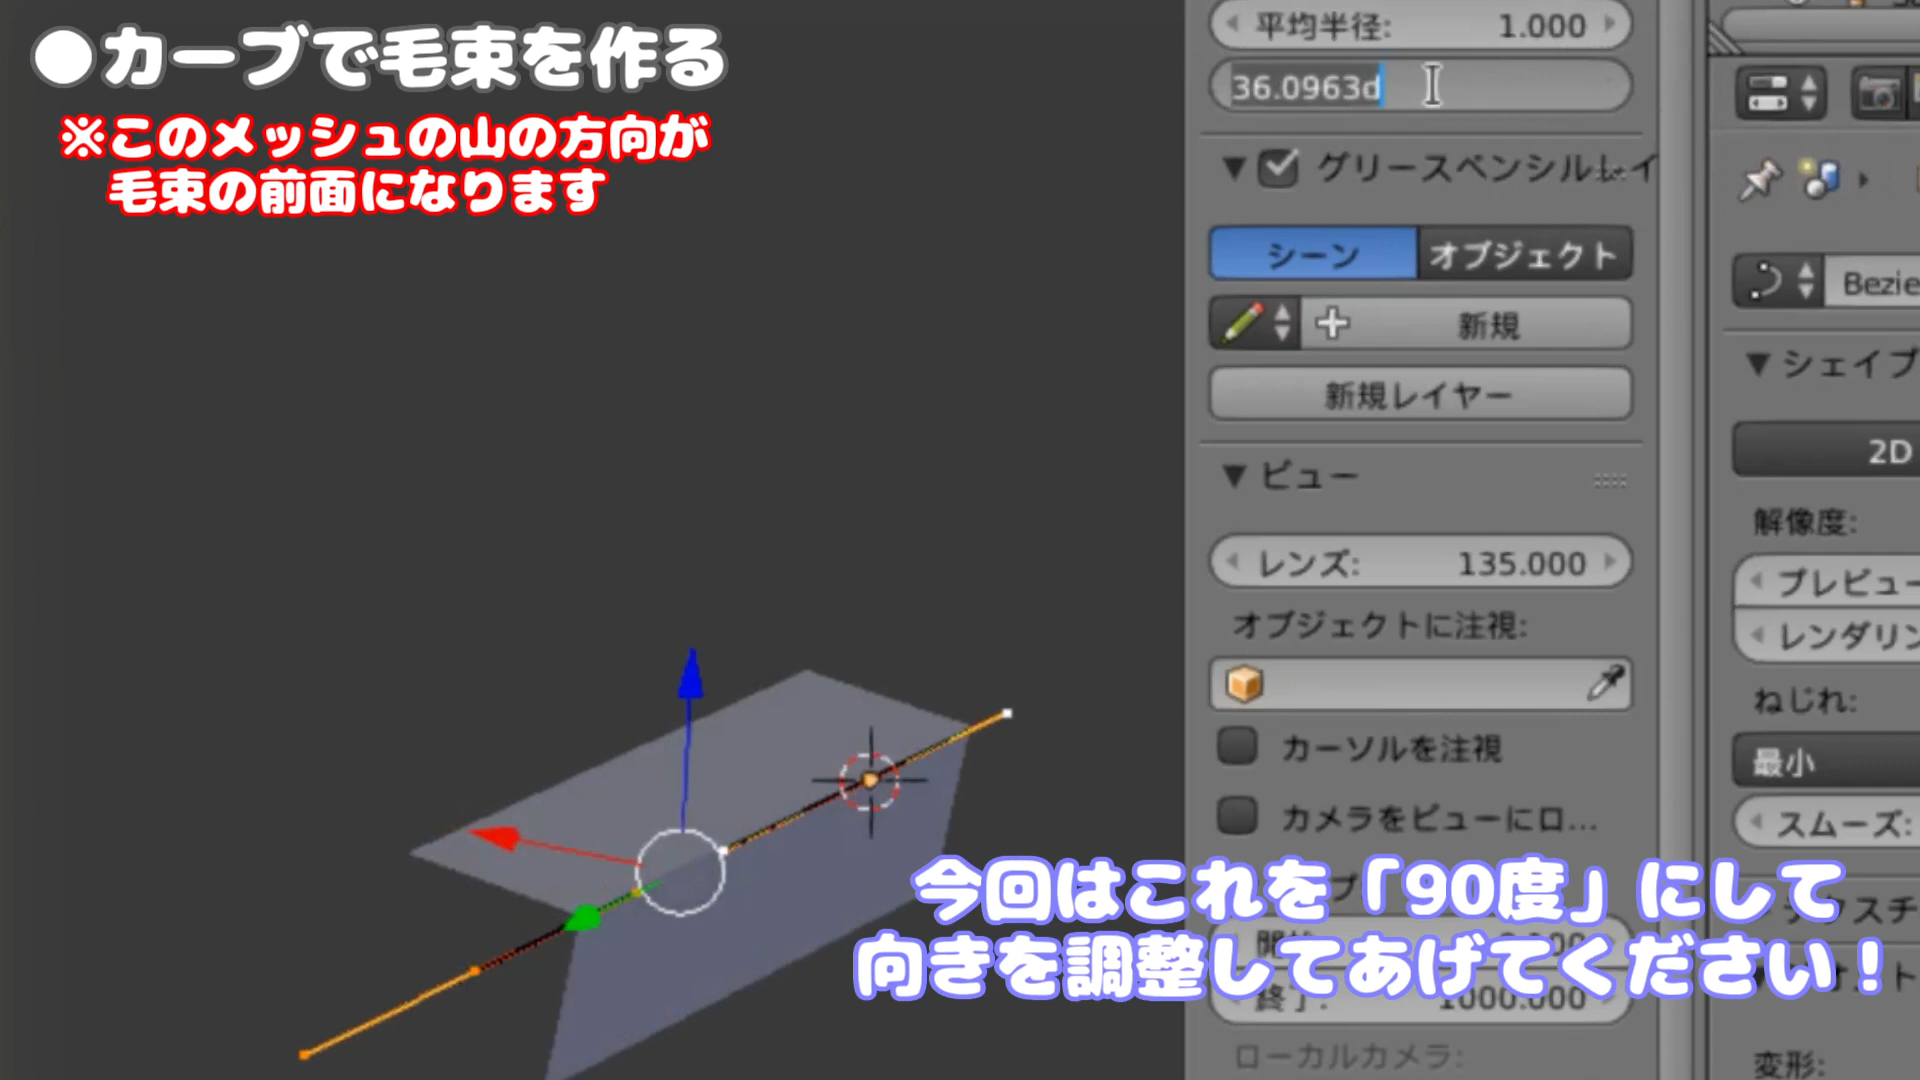 ●カーブで毛束を作る
※このメッシュの山の方向が
毛束の前面になります
平均半径: 1.000
36.0963d
グリースペンシルレイ
シーン オブジェクト
新規
新規レイヤー
ビュー
レンズ: 135.000
オブジェクトに注視:
カーソルを注視
カメラをビューにロ...
今回はこれを「90度」にして
向きを調整してあげてください！
終了: 1000.000
ローカルカメラ:
Bezie
シェイプ
2D
解像度:
プレビュー
レンダリン
ねじれ:
最小
スムーズ:
変形: